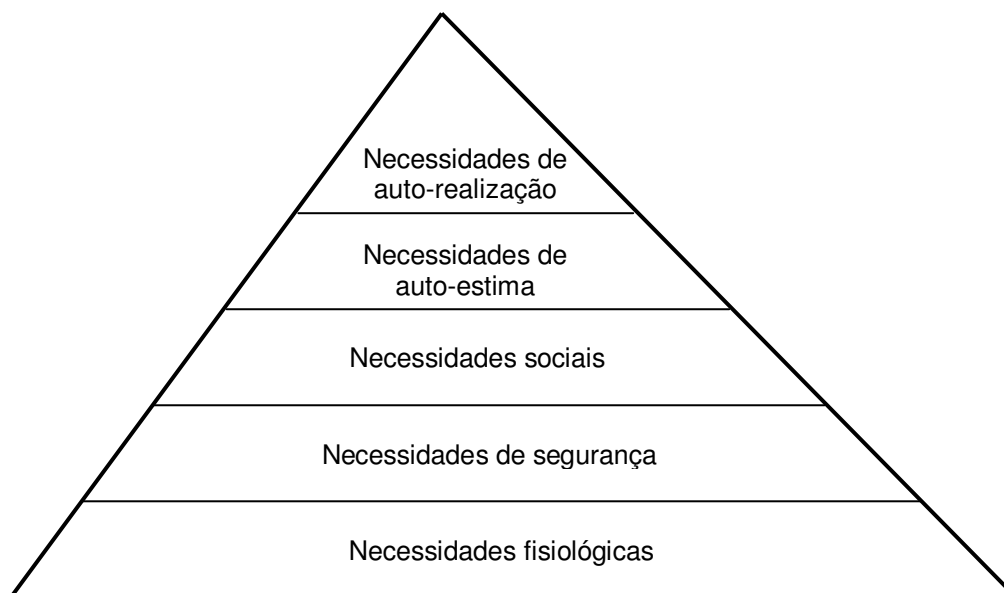 Necessidades de
auto-realização
Necessidades de
auto-estima
Necessidades sociais
Necessidades de segurança
Necessidades fisiológicas